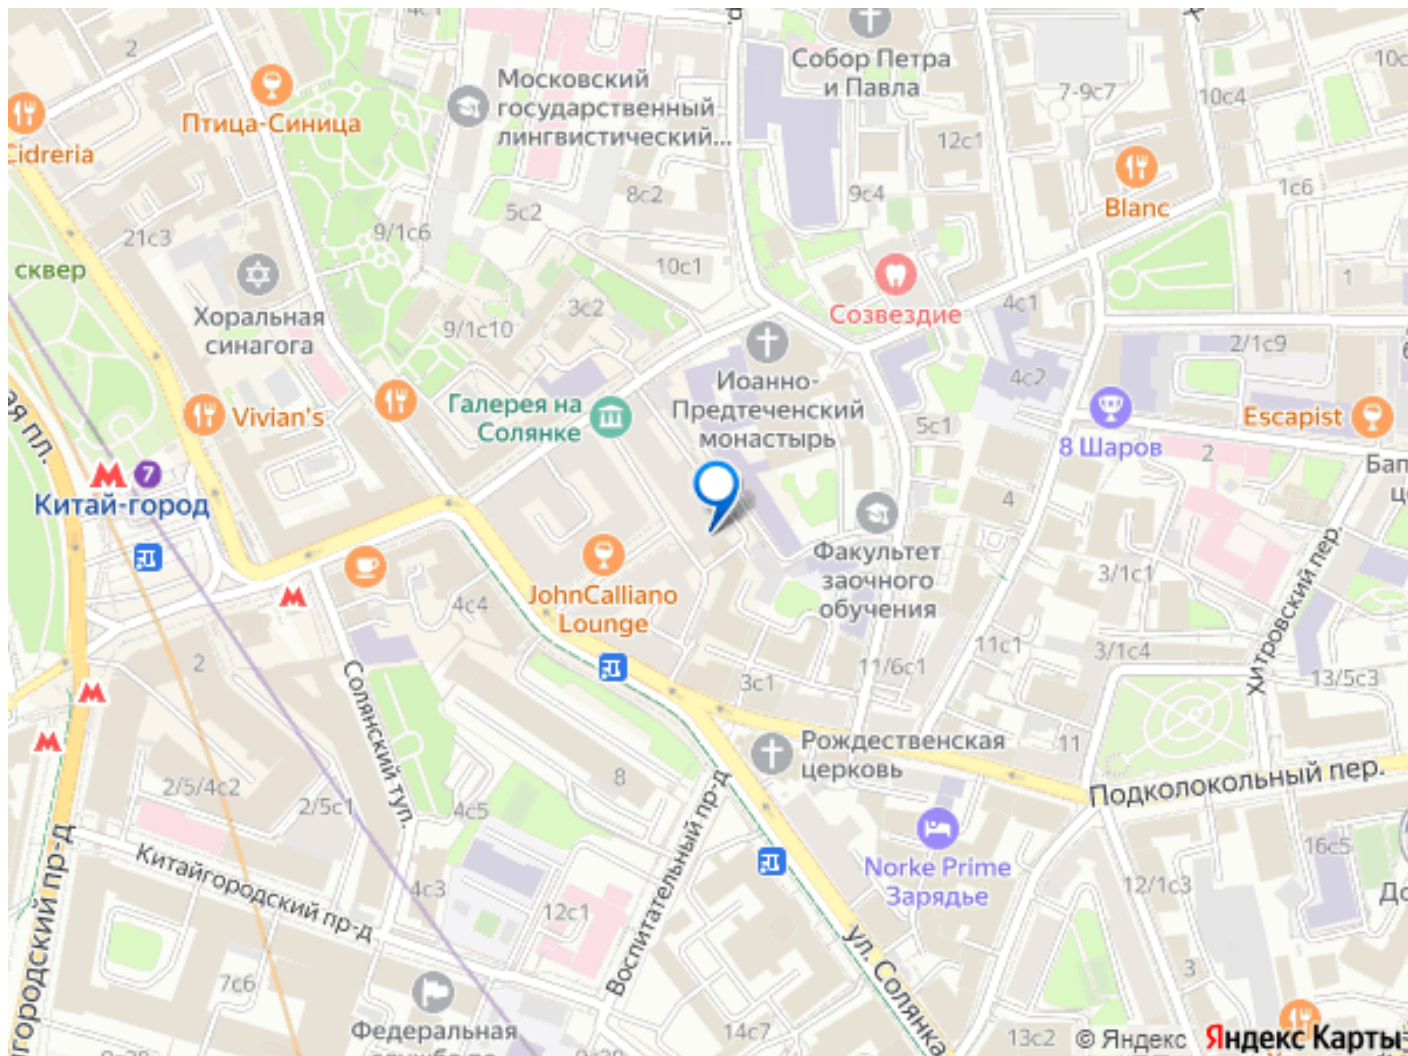 4с1
2
Птица-Синица
Cidreria
Московский
государственный
лингвистический...
Собор Петра
и Павла
7-9с7
10с4
12с1
Blanc
1с6
9с4
8с2
5с2
9/1с6
21с3
сквер
10с1
Созвездие
4с1
1
Хоральная
синагога
3с2
9/1с10
2/1с9
4с2
Иоанно-
Предтеченский
монастырь
Галерея на
Солянке
Vivian's
5с1
8 Шаров
Escapist
2
ая пл.
7
Китай-город
4
Факультет
заочного
обучения
JohnCalliano
Lounge
4с4
3/1с1
Хитровский пер.
11с1
3/1с4
11/6с1
13/5с3
3с1
2
Солянский туп.
Рождественская
церковь
11
Подколокольный пер.
8
2/5/4с2
2/5с1
4с5
Воспитательный пр-д
Norke Prime
Зарядье
16с5
Китайгородский пр-д
4с3
12с1
12/1с3
ул. Солянка
7с6
3
Федеральная
14с7
13с2
городский пр-д
© Яндекс
Яндекс Карты